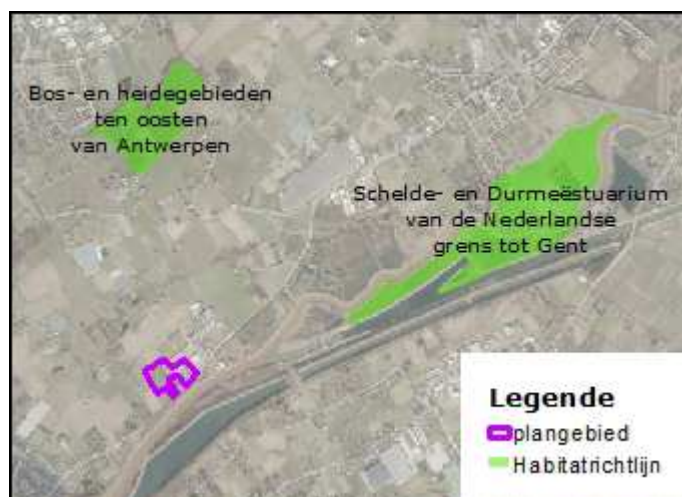 Bos- en heidegebieden
ten oosten
van Antwerpen
Schelde- en Durmeëstuarium
van de Nederlandse
grens tot Gent
Legende
plangebied
Habitatrichtlijn